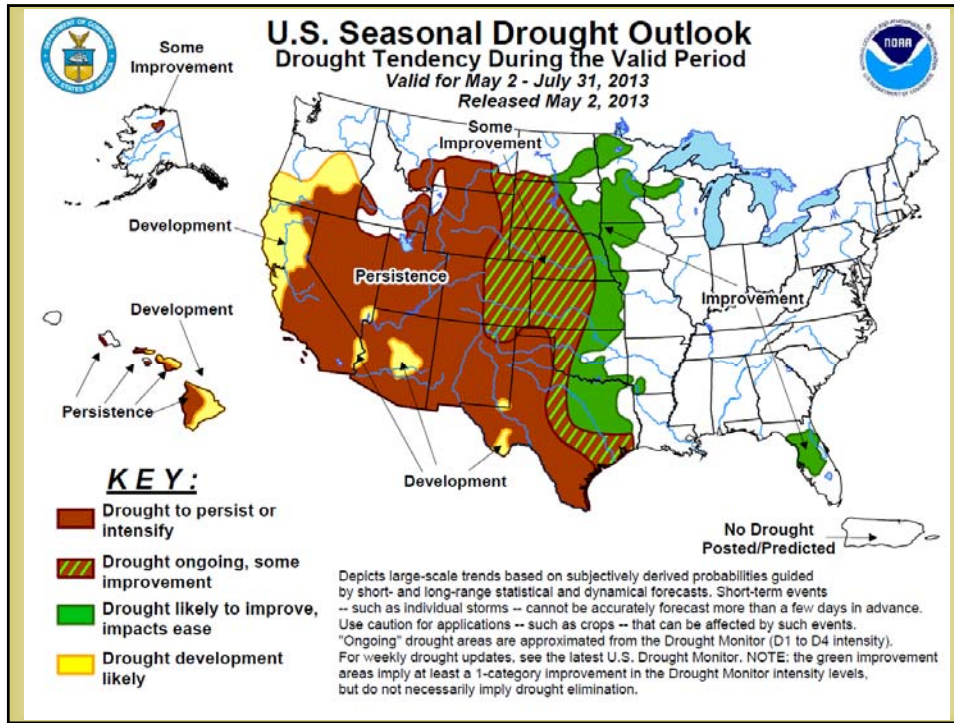 U.S. Seasonal Drought Outlook
Drought Tendency During the Valid Period
Valid for May 2 - July 31, 2013
Released May 2, 2013
DEPARTMENT OF COMMERCE
UNITED STATES OF AMERICA
NOAA
Some
Improvement
Some
Improvement
Development
Persistence
Improvement
Development
Persistence
Development
No Drought
Posted/Predicted
KEY:
Drought to persist or
intensify
Drought ongoing, some
improvement
Drought likely to improve,
impacts ease
Drought development
likely
Depicts large-scale trends based on subjectively derived probabilities guided
by short- and long-range statistical and dynamical forecasts. Short-term events
-- such as individual storms -- cannot be accurately forecast more than a few days in advance.
Use caution for applications -- such as crops -- that can be affected by such events.
"Ongoing" drought areas are approximated from the Drought Monitor (D1 to D4 intensity).
For weekly drought updates, see the latest U.S. Drought Monitor. NOTE: the green improvement
areas imply at least a 1-category improvement in the Drought Monitor intensity levels,
but do not necessarily imply drought elimination.